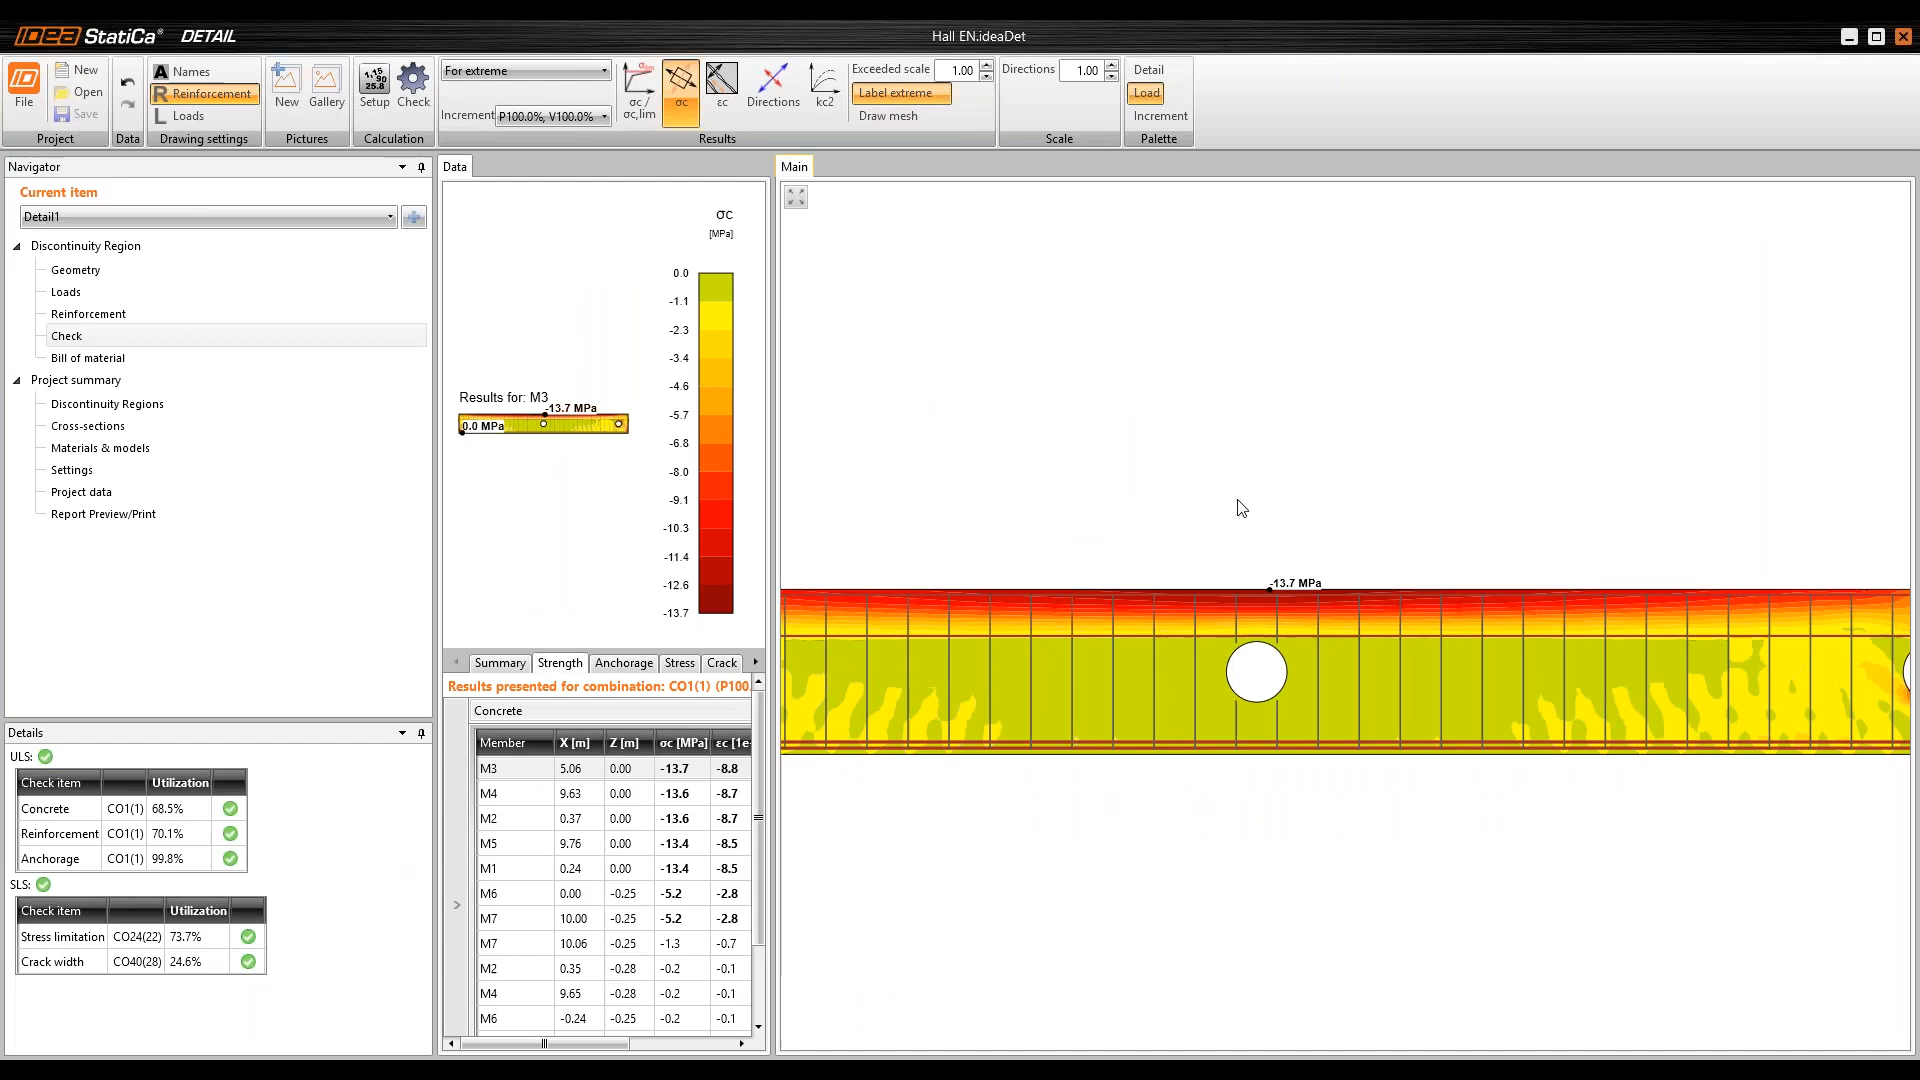 IDEA StatiCa® DETAIL
Hall EN.ideaDet
File
New
Open
Save
Project
Data
A Names
R Reinforcement
L Loads
Drawing settings
New
Gallery
Pictures
1.15
90
25.8
Setup
Check
Calculation
For extreme
Increment P100.0%, V100.0%
σc /
σc,lim
σc
εc
Directions
kc2
Exceeded scale 1.00
Label extreme
Draw mesh
Results
Directions 1.00
Scale
Detail
Load
Increment
Palette
Navigator
Current item
Detail1
Discontinuity Region
Geometry
Loads
Reinforcement
Check
Bill of material
Project summary
Discontinuity Regions
Cross-sections
Materials & models
Settings
Project data
Report Preview/Print
Details
ULS:
Check item Utilization
Concrete CO1(1) 68.5%
Reinforcement CO1(1) 70.1%
Anchorage CO1(1) 99.8%
SLS:
Check item Utilization
Stress limitation CO24(22) 73.7%
Crack width CO40(28) 24.6%
Data
σc
[MPa]
0.0
-1.1
-2.3
-3.4
-4.6
-5.7
-6.8
-8.0
-9.1
-10.3
-11.4
-12.6
-13.7
Results for: M3
-13.7 MPa
0.0 MPa
Summary Strength Anchorage Stress Crack
Results presented for combination: CO1(1) (P100.
Concrete
Member X [m] Z [m] σc [MPa] εc [1e-
M3 5.06 0.00 -13.7 -8.8
M4 9.63 0.00 -13.6 -8.7
M2 0.37 0.00 -13.6 -8.7
M5 9.76 0.00 -13.4 -8.5
M1 0.24 0.00 -13.4 -8.5
M6 0.00 -0.25 -5.2 -2.8
M7 10.00 -0.25 -5.2 -2.8
M7 10.06 -0.25 -1.3 -0.7
M2 0.35 -0.28 -0.2 -0.1
M4 9.65 -0.28 -0.2 -0.1
M6 -0.24 -0.25 -0.2 -0.1
Main
-13.7 MPa